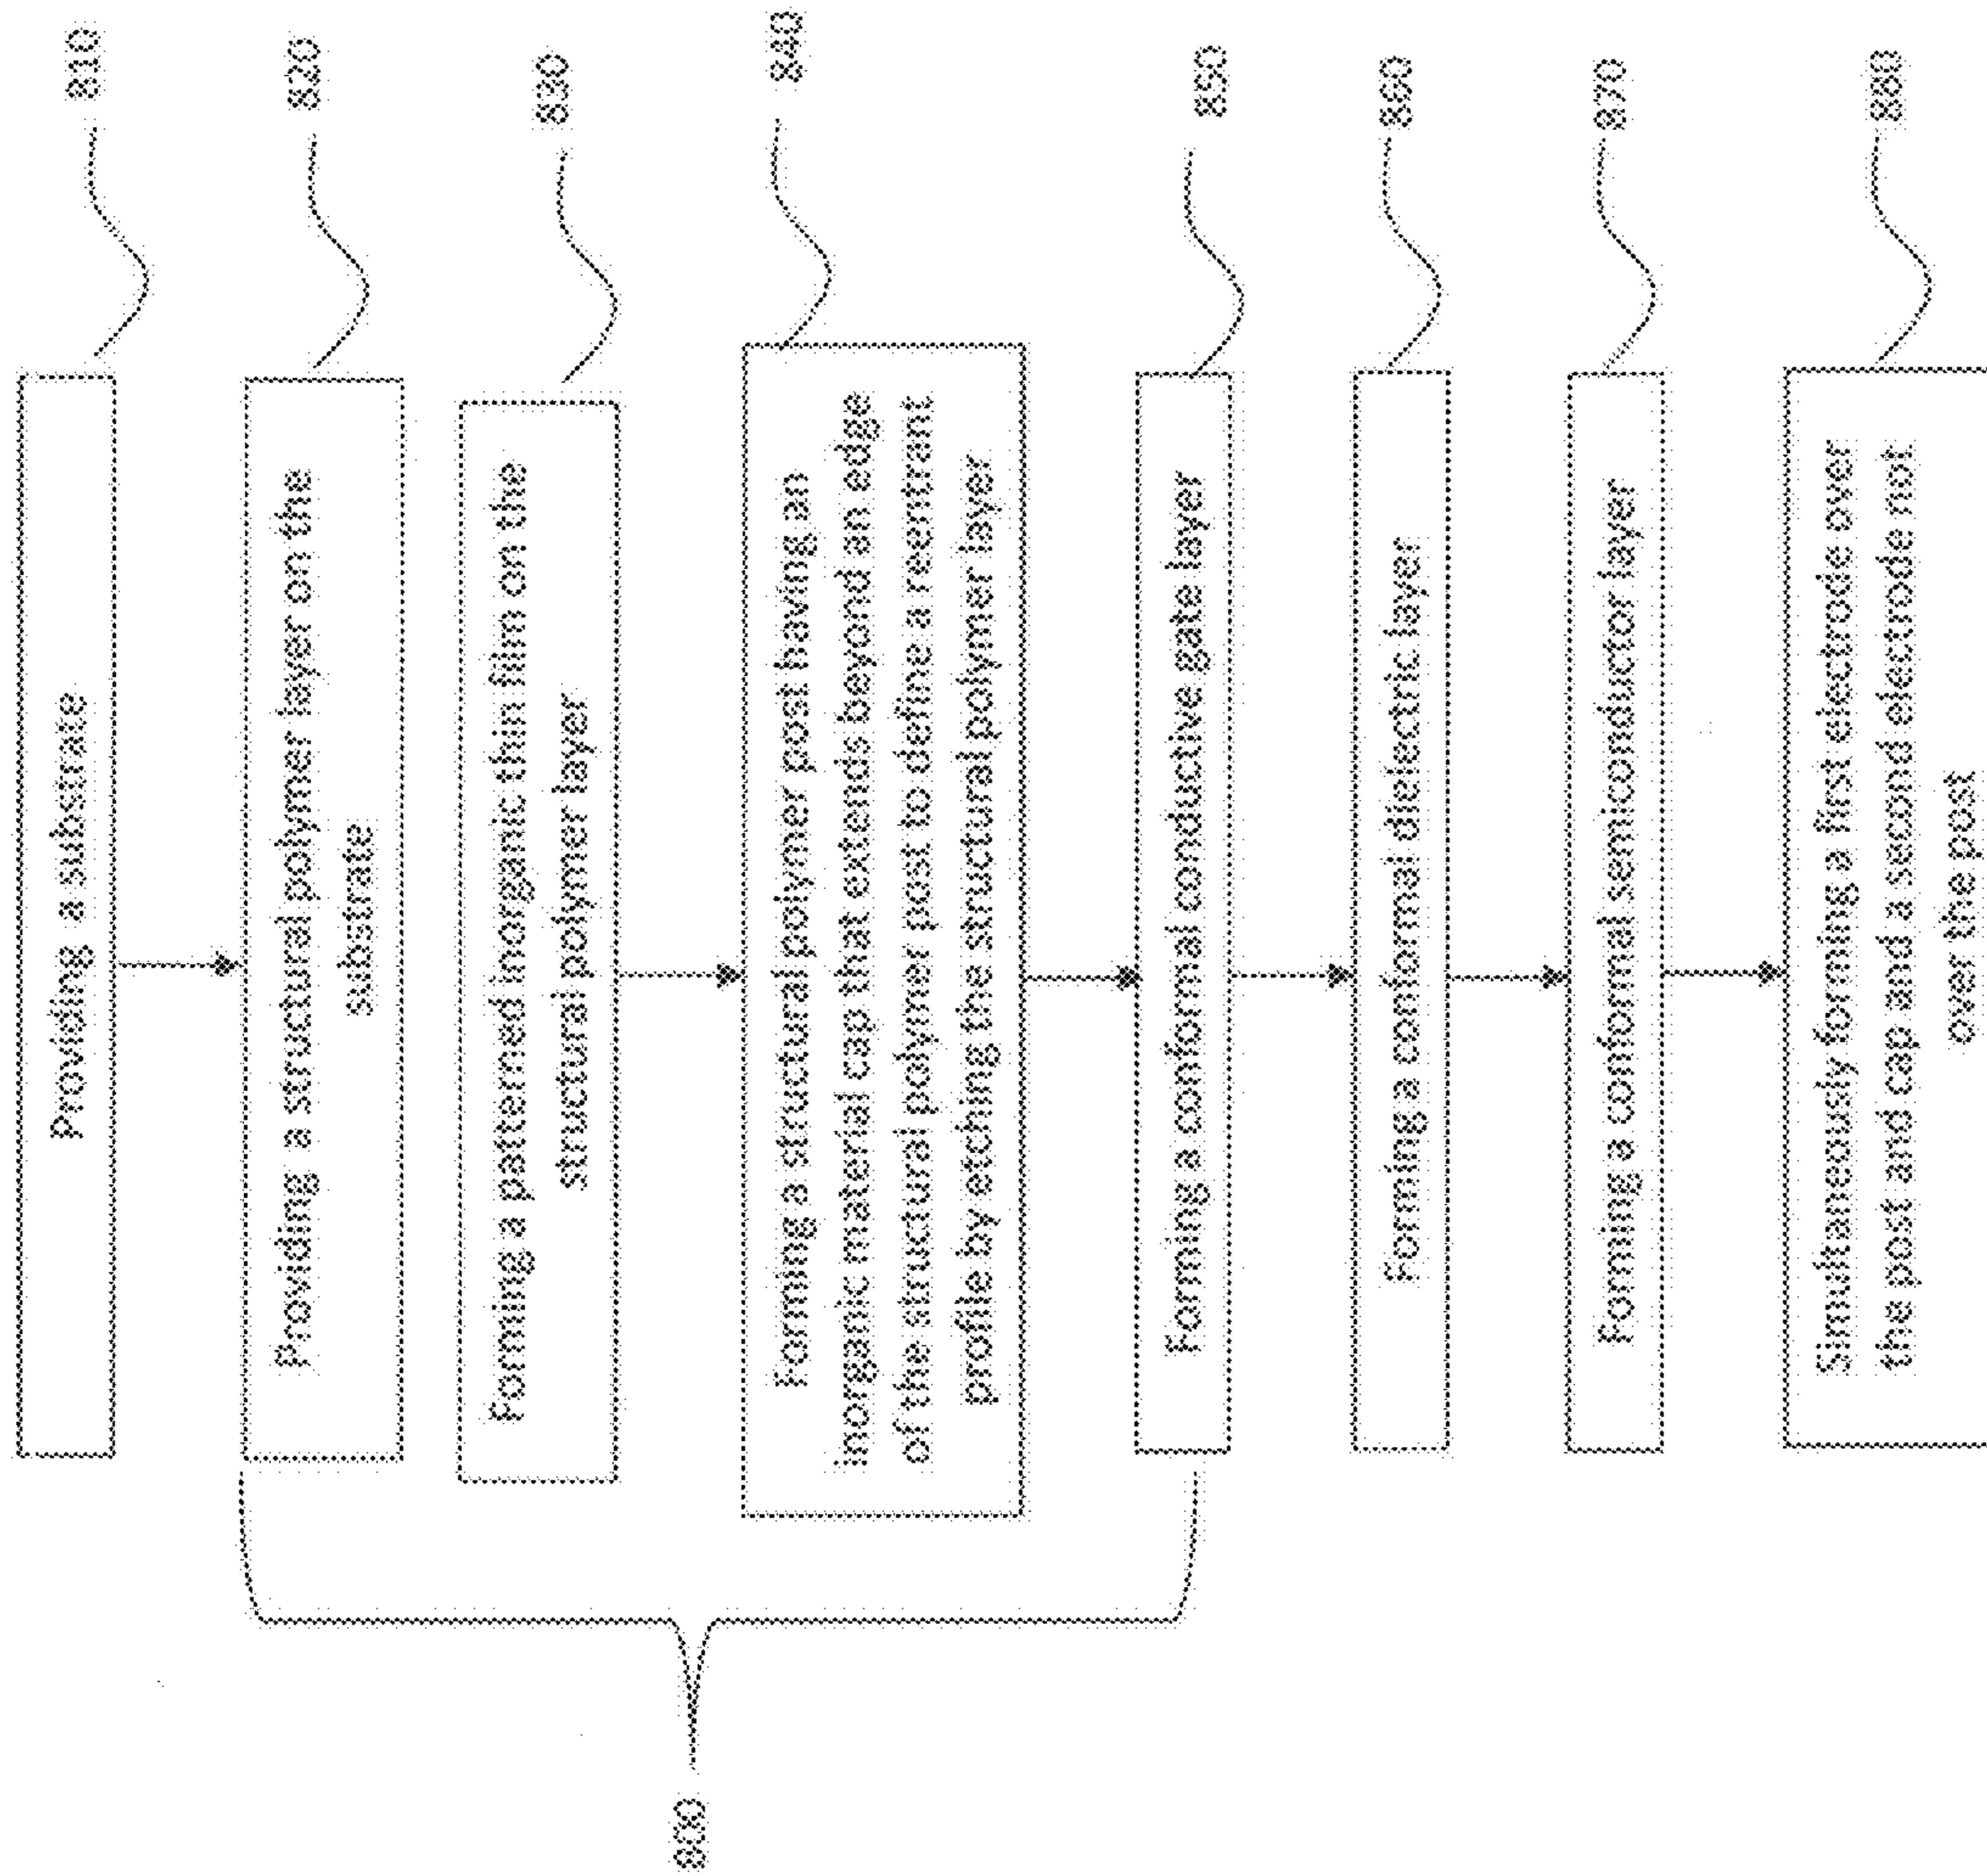 Providing a substrate
810
Providing a structural polymer layer on the
substrate
820
Forming a patterned inorganic thin film on the
structural polymer layer
830
Forming a structural polymer post having an
inorganic material cap that extends beyond an edge
of the structural polymer post to define a reentrant
profile by etching the structural polymer layer
840
Forming a conformal conductive gate layer
850
Forming a conformal dielectric layer
860
Forming a conformal semiconductor layer
870
Simultaneously forming a first electrode over
the post and cap and a second electrode not
over the post
880
800